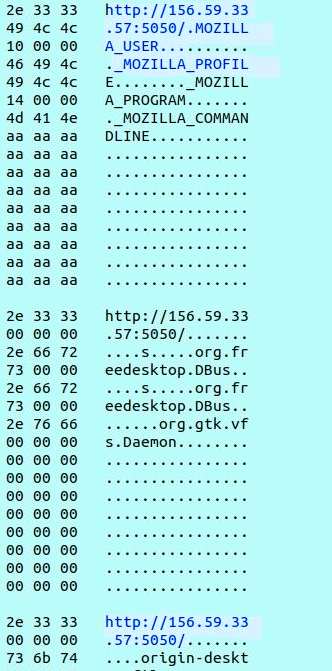 2e 33 33 http://156.59.33
49 4c 4c .57:5050/.MOZILL
10 00 00 A_USER..........
46 49 4c ._MOZILLA_PROFIL
49 4c 4c E........_MOZILL
14 00 00 A_PROGRAM.......
4d 41 4e ._MOZILLA_COMMAN
aa aa aa DLINE...........
aa aa aa ................
aa aa aa ................
aa aa aa ................
aa aa aa ................
aa aa aa ................
aa aa aa ................
aa aa aa ................
aa aa aa ................
2e 33 33 http://156.59.33
00 00 00 .57:5050/.......
2e 66 72 ....s.....org.fr
73 00 00 eedesktop.DBus..
2e 66 72 ....s.....org.fr
73 00 00 eedesktop.DBus..
2e 76 66 ......org.gtk.vf
00 00 00 s.Daemon........
00 00 00 ................
00 00 00 ................
00 00 00 ................
00 00 00 ................
00 00 00 ................
00 00 00 ................
00 00 00 ................
00 00 00 ................
2e 33 33 http://156.59.33
00 00 00 .57:5050/.......
73 6b 74 ....origin-deskt